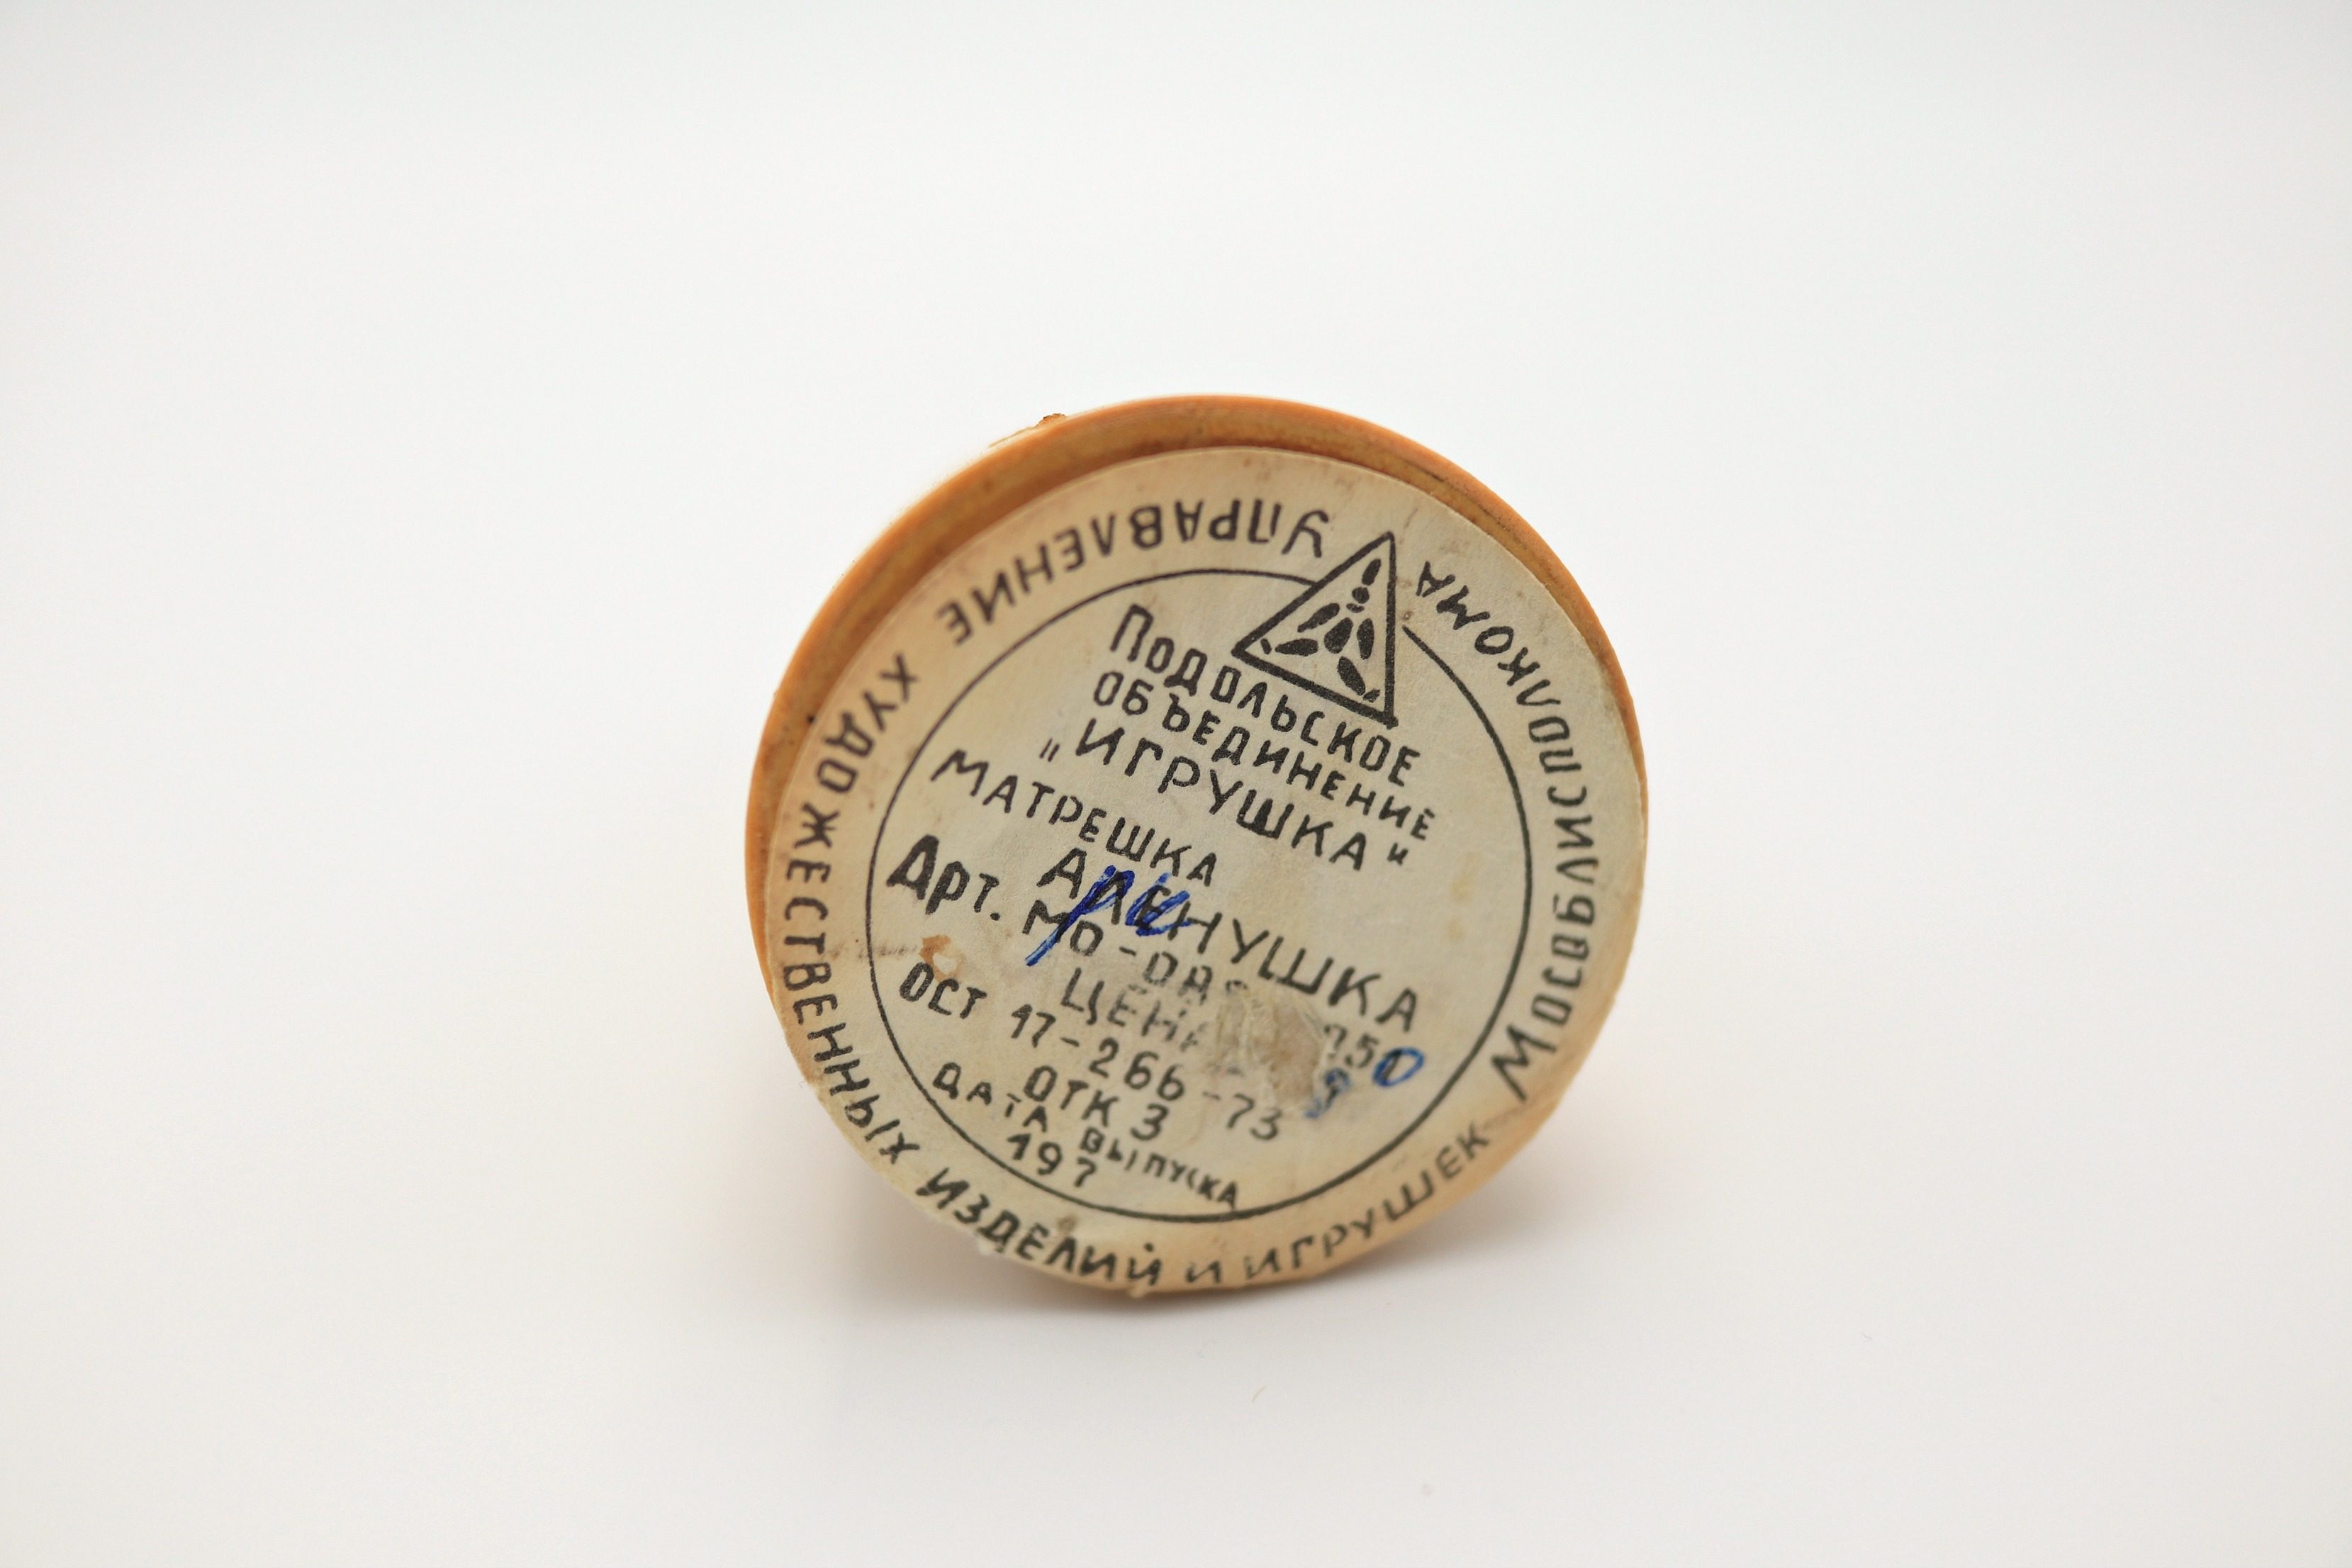 УПРАВЛЕНИЕ ХУДОЖЕСТВЕННЫХ ИЗДЕЛИЙ И ИГРУШЕК МОСОБЛИСПОЛКОМА
ПОДОЛЬСКОЕ
ОБЪЕДИНЕНИЕ
„ИГРУШКА"
МАТРЕШКА
АЛЕНУШКА
Арт.
ЦЕНА
ОСТ 17-266-73
ОТК 3
ДАТА ВЫПУСКА
197